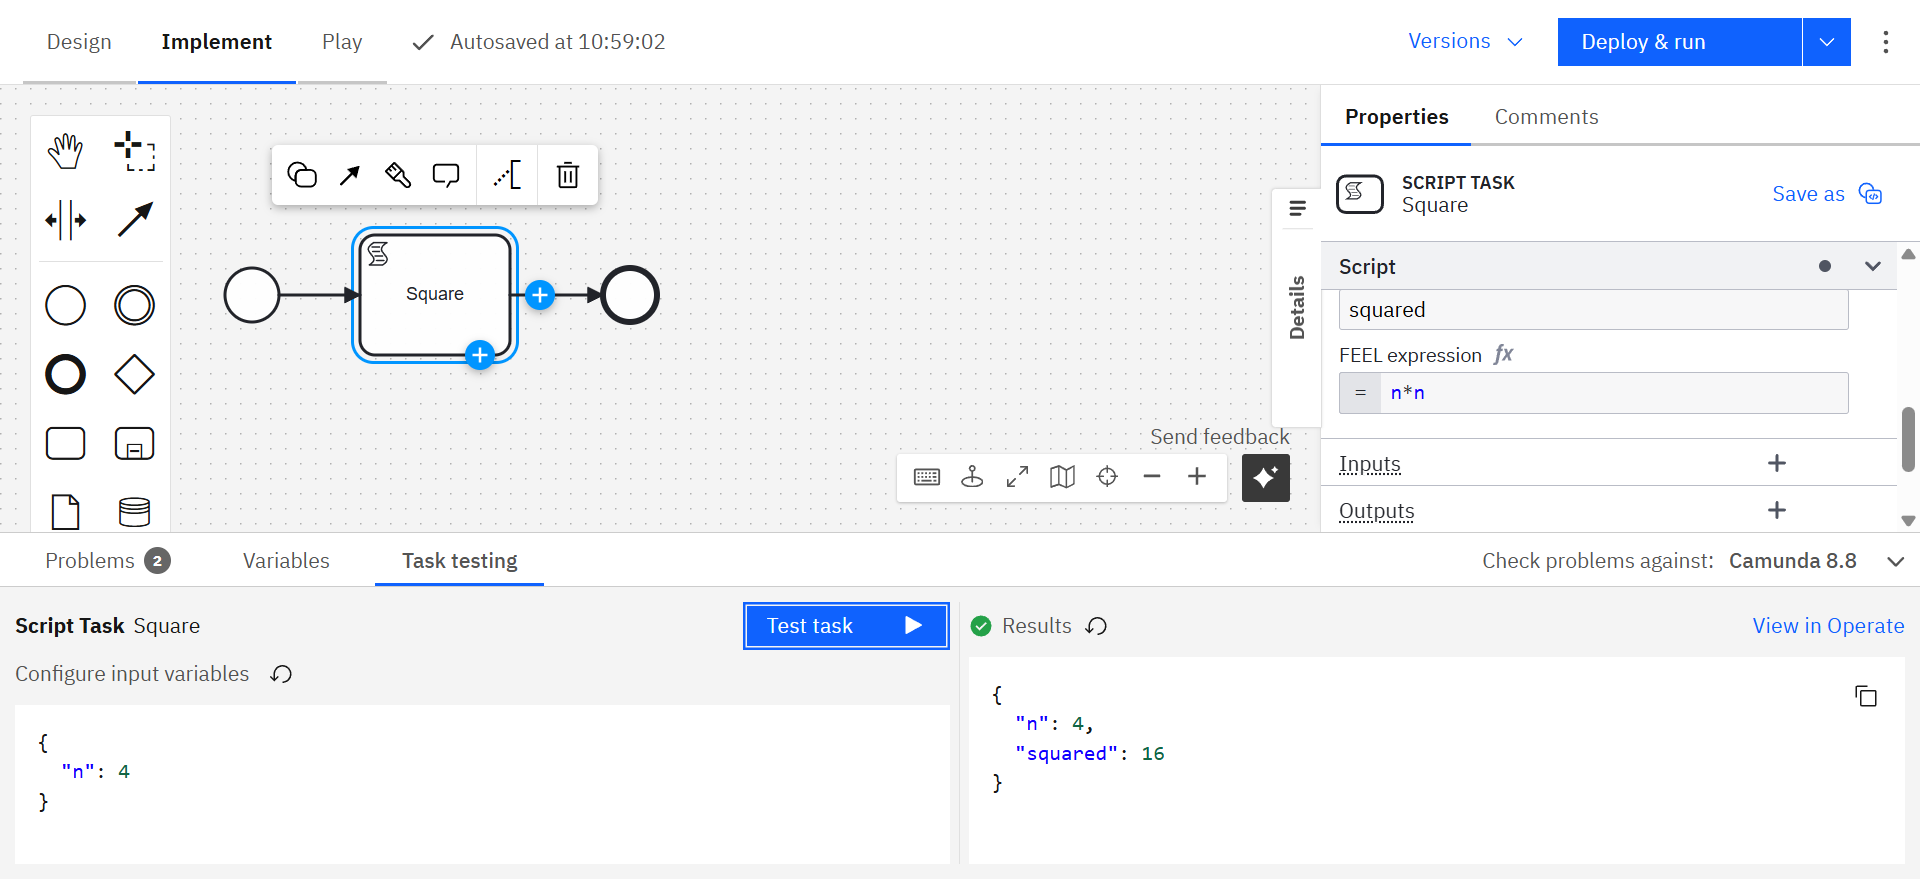 Design
Implement
Play
Autosaved at 10:59:02
Versions
Deploy & run
Properties
Comments
SCRIPT TASK
Square
Save as
Square
Details
Script
squared
FEEL expression fx
= n*n
Inputs
Outputs
Send feedback
Problems 2
Variables
Task testing
Check problems against: Camunda 8.8
Script Task Square
Test task
Configure input variables
{
"n": 4
}
Results
View in Operate
{
"n": 4,
"squared": 16
}